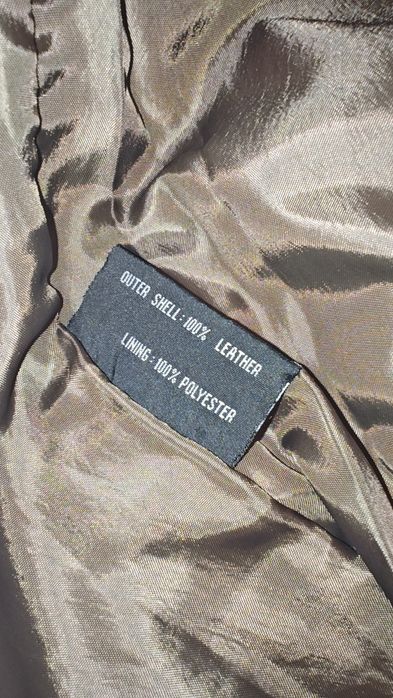 OUTER SHELL: 100% LEATHER
LINING: 100% POLYESTER